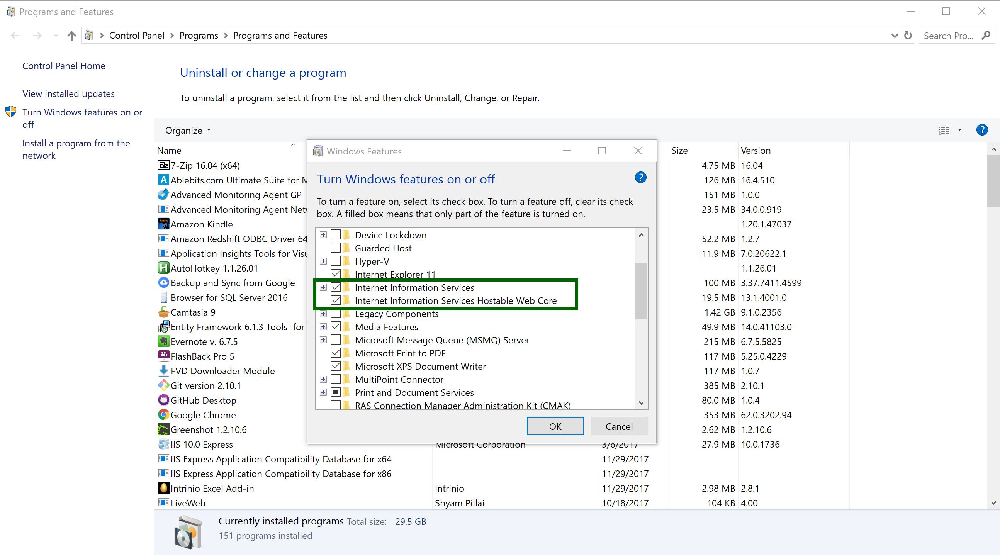 Programs and Features
Control Panel > Programs > Programs and Features
Search Pro...
Control Panel Home
View installed updates
Turn Windows features on or
off
Install a program from the
network
Uninstall or change a program
To uninstall a program, select it from the list and then click Uninstall, Change, or Repair.
Organize
Name Size Version
7-Zip 16.04 (x64) 4.75 MB 16.04
Ablebits.com Ultimate Suite for 126 MB 16.4.510
Advanced Monitoring Agent GP 151 MB 1.0.0
Advanced Monitoring Agent 23.5 MB 34.0.0.919
kindle
Amazon Kindle 1.20.1.47037
Amazon Redshift ODBC Driver 64 52.2 MB 1.2.7
Application Insights Tools for 11.9 MB 7.0.20622.1
AutoHotkey 1.1.26.01 1.1.26.01
Backup and Sync from Google 100 MB 3.37.7411.4599
Browser for SQL Server 2016 19.5 MB 13.1.4001.0
Camtasia 9 1.42 GB 9.1.0.2356
Entity Framework 6.1.3 Tools for 49.9 MB 14.0.41103.0
Evernote v. 6.7.5 215 MB 6.7.5.5825
FlashBack Pro 5 117 MB 5.25.0.4229
FVD Downloader Module 117 MB 1.0.7
Git version 2.10.1 385 MB 2.10.1
GitHub Desktop 80.0 MB 1.0.4
Google Chrome 353 MB 62.0.3202.94
Greenshot 1.2.10.6 2.62 MB 1.2.10.6
IIS 10.0 Express Microsoft Corporation 3/6/2017 27.9 MB 10.0.1736
IIS Express Application Compatibility Database for x64 11/29/2017
IIS Express Application Compatibility Database for x86 11/29/2017
Intrinio Excel Add-in Intrinio 11/29/2017 2.98 MB 2.8.1
LiveWeb Shyam Pillai 10/18/2017 104 KB 4.00
Windows Features
Turn Windows features on or off
To turn a feature on, select its check box. To turn a feature off, clear its check
box. A filled box means that only part of the feature is turned on.
Device Lockdown
Guarded Host
Hyper-V
Internet Explorer 11
Internet Information Services
Internet Information Services Hostable Web Core
Legacy Components
Media Features
Microsoft Message Queue (MSMQ) Server
Microsoft Print to PDF
Microsoft XPS Document Writer
MultiPoint Connector
Print and Document Services
RAS Connection Manager Administration Kit (CMAK)
OK Cancel
Currently installed programs Total size: 29.5 GB
151 programs installed